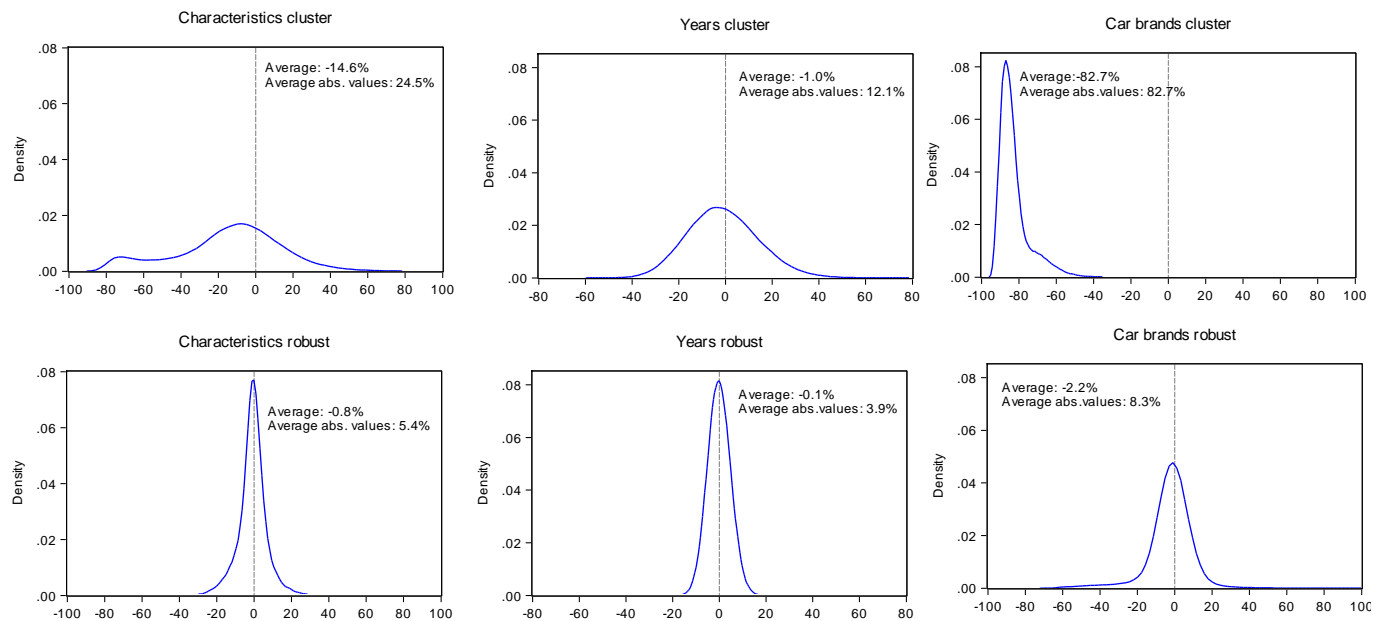 Characteristics cluster
.08
.06
.04
.02
.00
Density
Average: -14.6%
Average abs. values: 24.5%
-100 -80 -60 -40 -20 0 20 40 60 80 100
Years cluster
.08
.06
.04
.02
.00
Density
Average: -1.0%
Average abs.values: 12.1%
-80 -60 -40 -20 0 20 40 60 80
Car brands cluster
.08
.06
.04
.02
.00
Density
Average:-82.7%
Average abs. values: 82.7%
-100 -80 -60 -40 -20 0 20 40 60 80 100
Characteristics robust
.08
.06
.04
.02
.00
Density
Average: -0.8%
Average abs. values: 5.4%
-100 -80 -60 -40 -20 0 20 40 60 80 100
Years robust
.08
.06
.04
.02
.00
Density
Average: -0.1%
Average abs.values: 3.9%
-80 -60 -40 -20 0 20 40 60 80
Car brands robust
.08
.06
.04
.02
.00
Density
Average: -2.2%
Average abs. values: 8.3%
-100 -80 -60 -40 -20 0 20 40 60 80 100